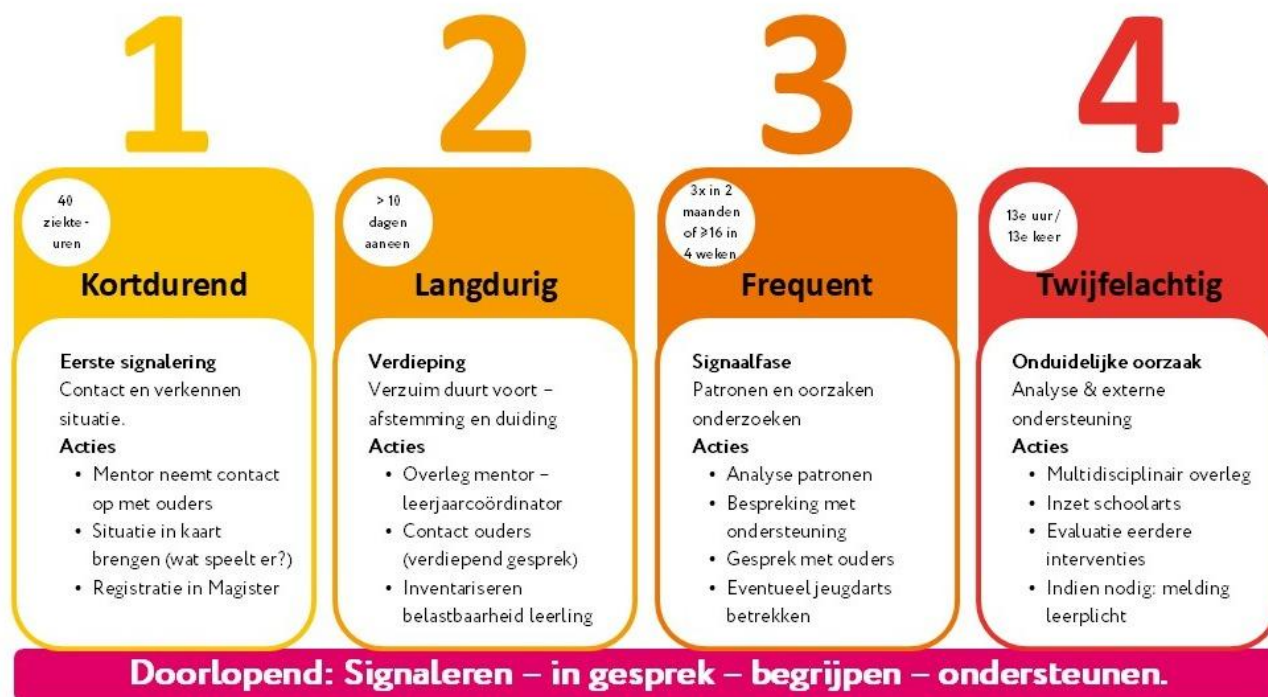 1
40
ziekte-
uren
Kortdurend
Eerste signalering
Contact en verkennen
situatie.
Acties
• Mentor neemt contact
op met ouders
• Situatie in kaart
brengen (wat speelt er?)
• Registratie in Magister
2
> 10
dagen
aaneen
Langdurig
Verdieping
Verzuim duurt voort –
afstemming en duiding
Acties
• Overleg mentor –
leerjaarcoördinator
• Contact ouders
(verdiepend gesprek)
• Inventariseren
belastbaarheid leerling
3
3x in 2
maanden
of ≥16 in
4 weken
Frequent
Signaalfase
Patronen en oorzaken
onderzoeken
Acties
• Analyse patronen
• Bespreking met
ondersteuning
• Gesprek met ouders
• Eventueel jeugdarts
betrekken
4
13e uur /
13e keer
Twijfelachtig
Onduidelijke oorzaak
Analyse & externe
ondersteuning
Acties
• Multidisciplinair overleg
• Inzet schoolarts
• Evaluatie eerdere
interventies
• Indien nodig: melding
leerplicht
Doorlopend: Signaleren – in gesprek – begrijpen – ondersteunen.